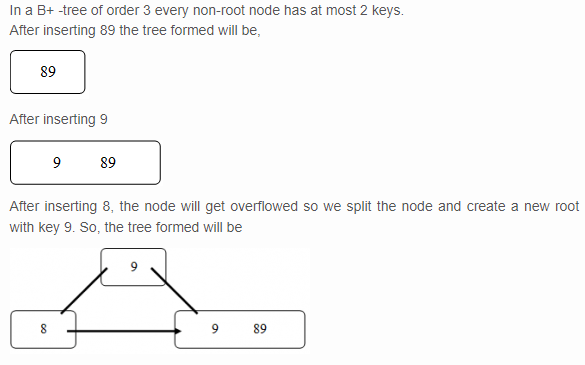 In a B+ -tree of order 3 every non-root node has at most 2 keys.
After inserting 89 the tree formed will be,
89
After inserting 9
9 89
After inserting 8, the node will get overflowed so we split the node and create a new root
with key 9. So, the tree formed will be
9
8 9 89